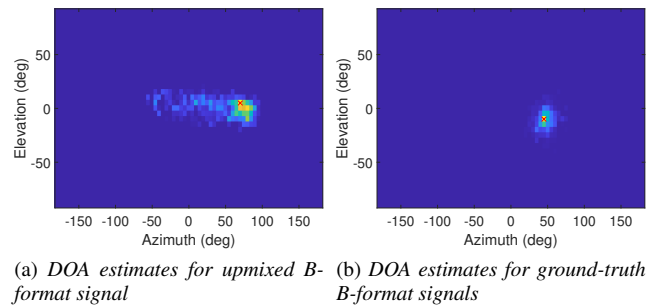 50
0
-50
Elevation (deg)
-150 -100 -50 0 50 100 150
Azimuth (deg)
50
0
-50
Elevation (deg)
-150 -100 -50 0 50 100 150
Azimuth (deg)
(a) DOA estimates for upmixed B-
format signal
(b) DOA estimates for ground-truth
B-format signals